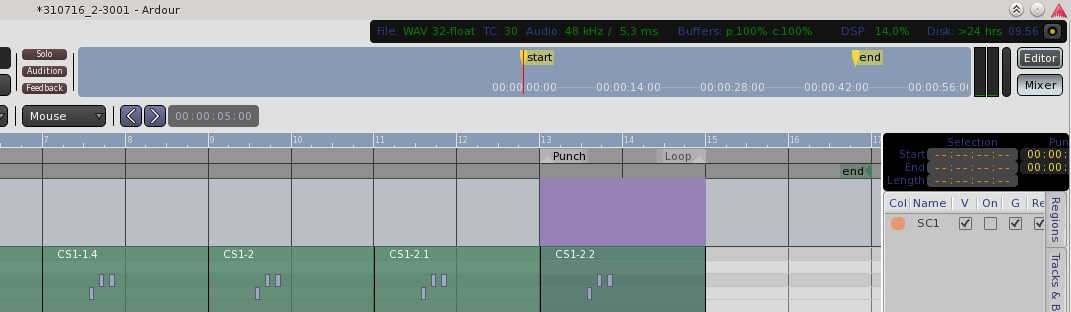 *310716_2-3001 - Ardour
File: WAV 32-float TC: 30 Audio: 48 kHz / 5,3 ms Buffers: p:100% c:100% DSP: 14,0% Disk: >24 hrs 09:56
Solo
Audition
Feedback
start
end
00:00:00:00 00:00:14:00 00:00:28:00 00:00:42:00 00:00:56:0
Editor
Mixer
Mouse
00:00:05:00
7 8 9 10 11 12 13 14 15 16 17
Punch
Loop
end
Selection
Pun
Start --:--:--:-- 00:00:
End --:--:--:-- 00:00:
Length --:--:--:--
Col Name V On G Re
SC1
Regions
Tracks & B
CS1-1.4
CS1-2
CS1-2.1
CS1-2.2